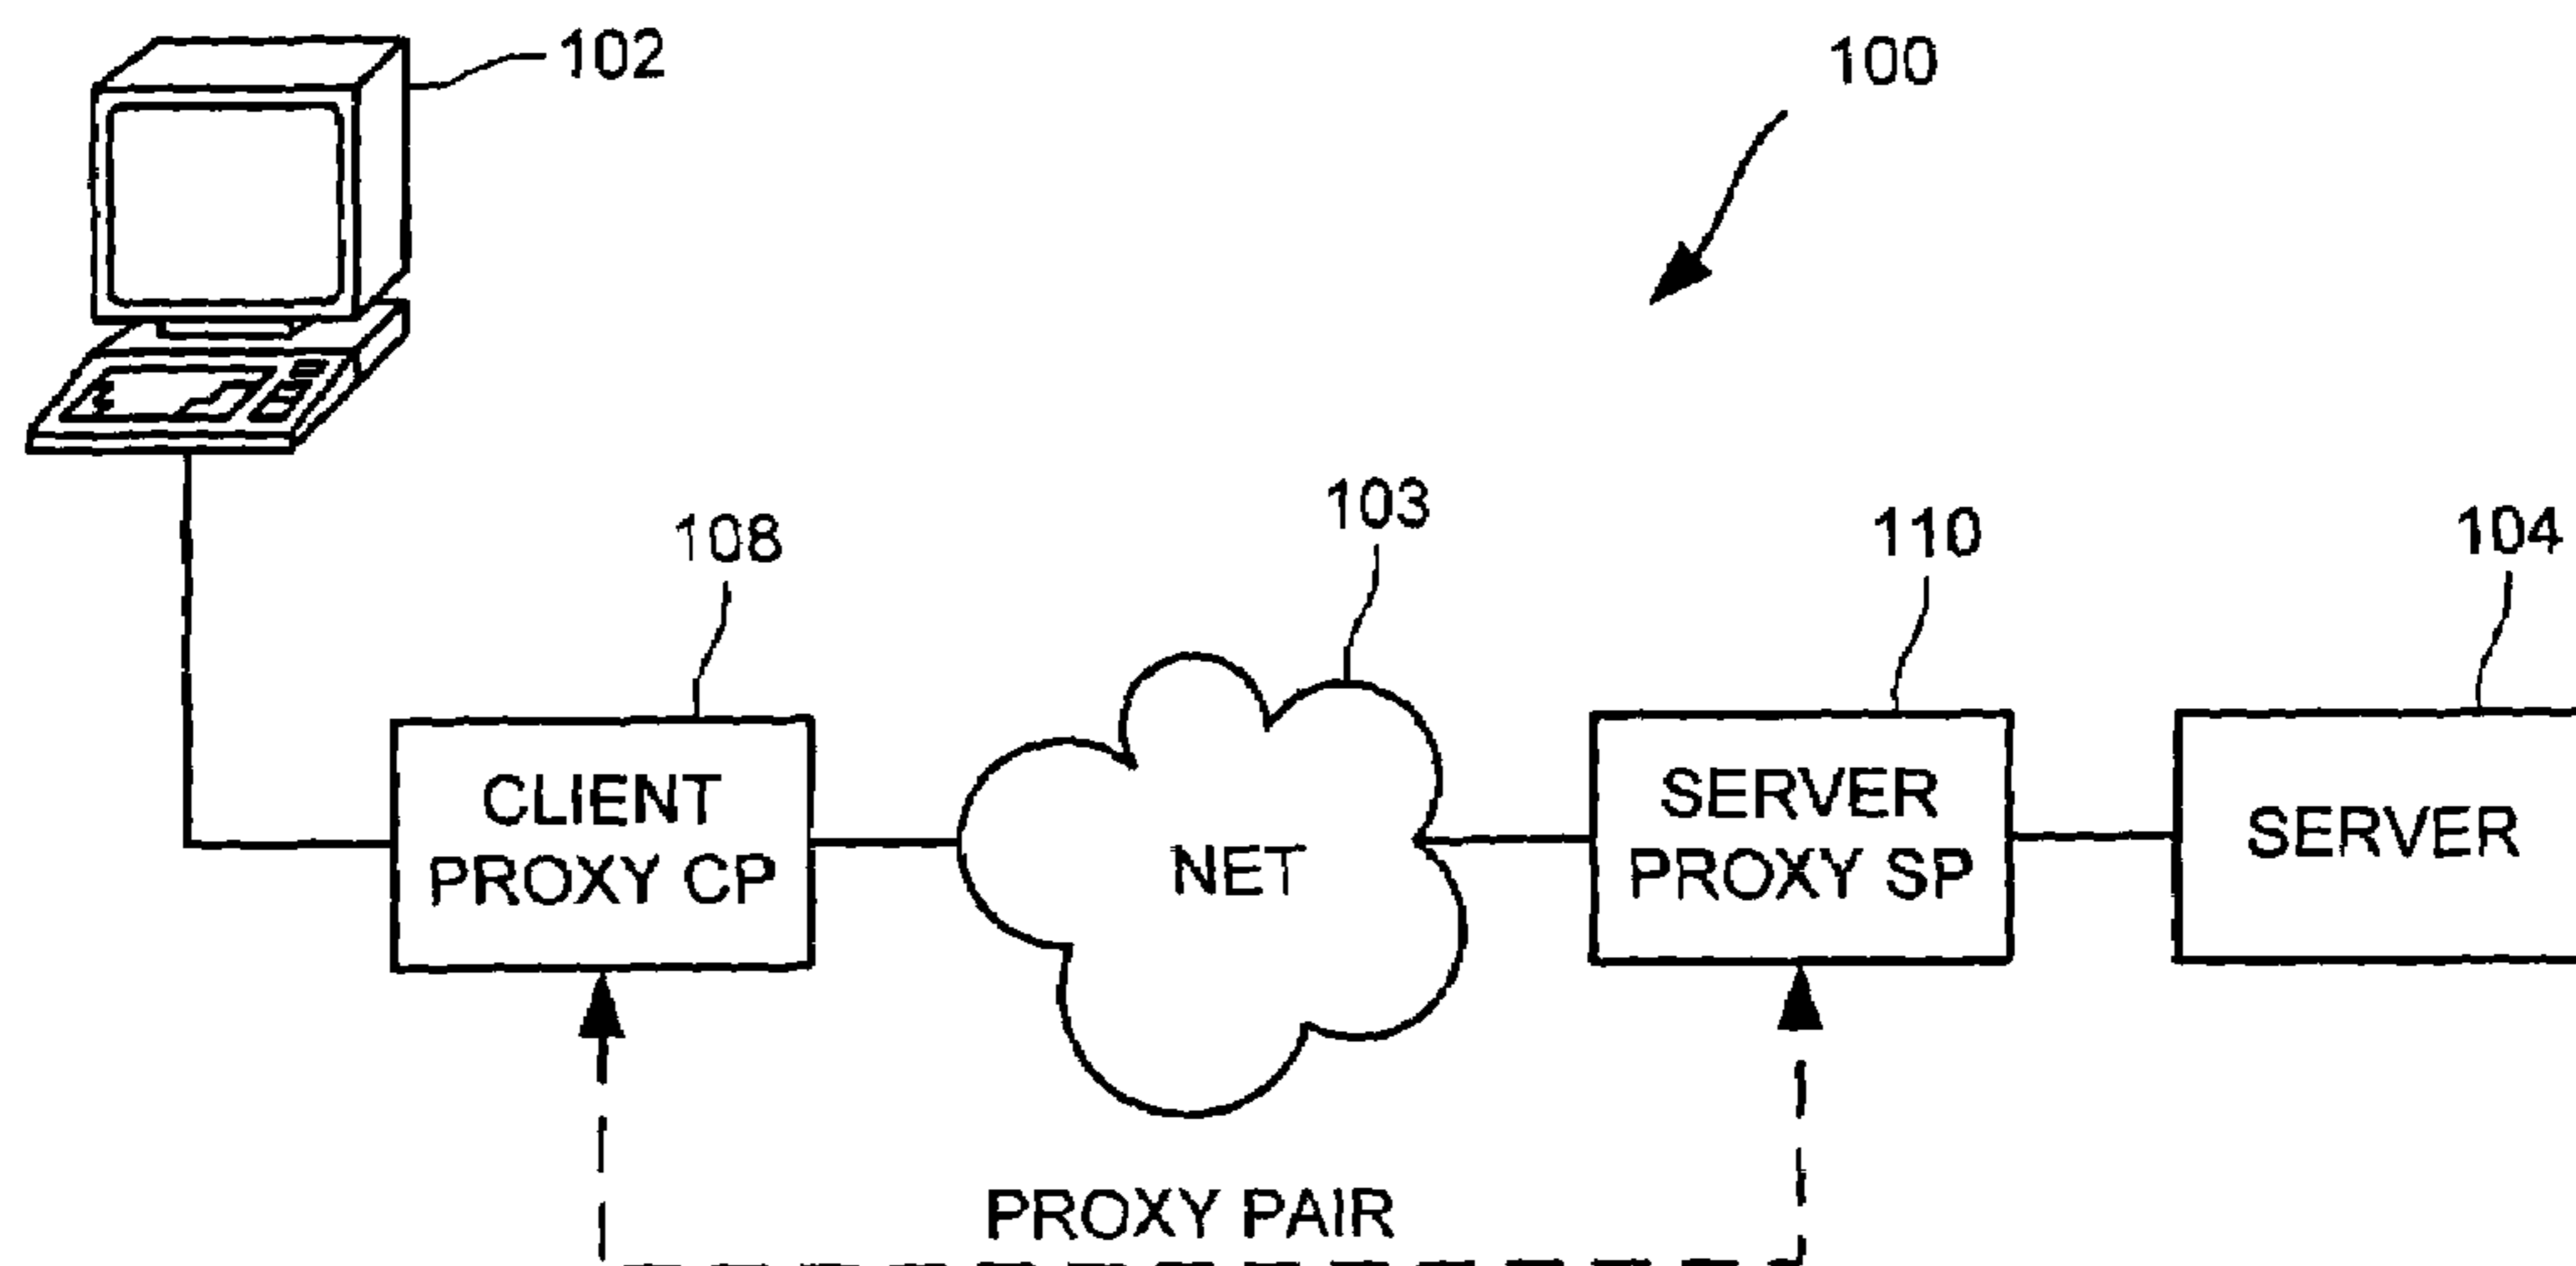 102
100
108
103
110
104
CLIENT
PROXY CP
NET
SERVER
PROXY SP
SERVER
PROXY PAIR